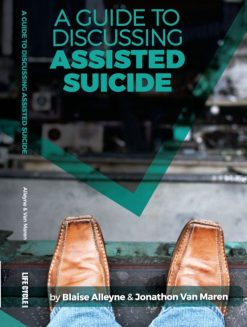 A GUIDE TO
DISCUSSING
ASSISTED
SUICIDE
by Blaise Alleyne & Jonathon Van Maren
A GUIDE TO DISCUSSING ASSISTED SUICIDE
Alleyne & Van Maren
LIFE CYCLE